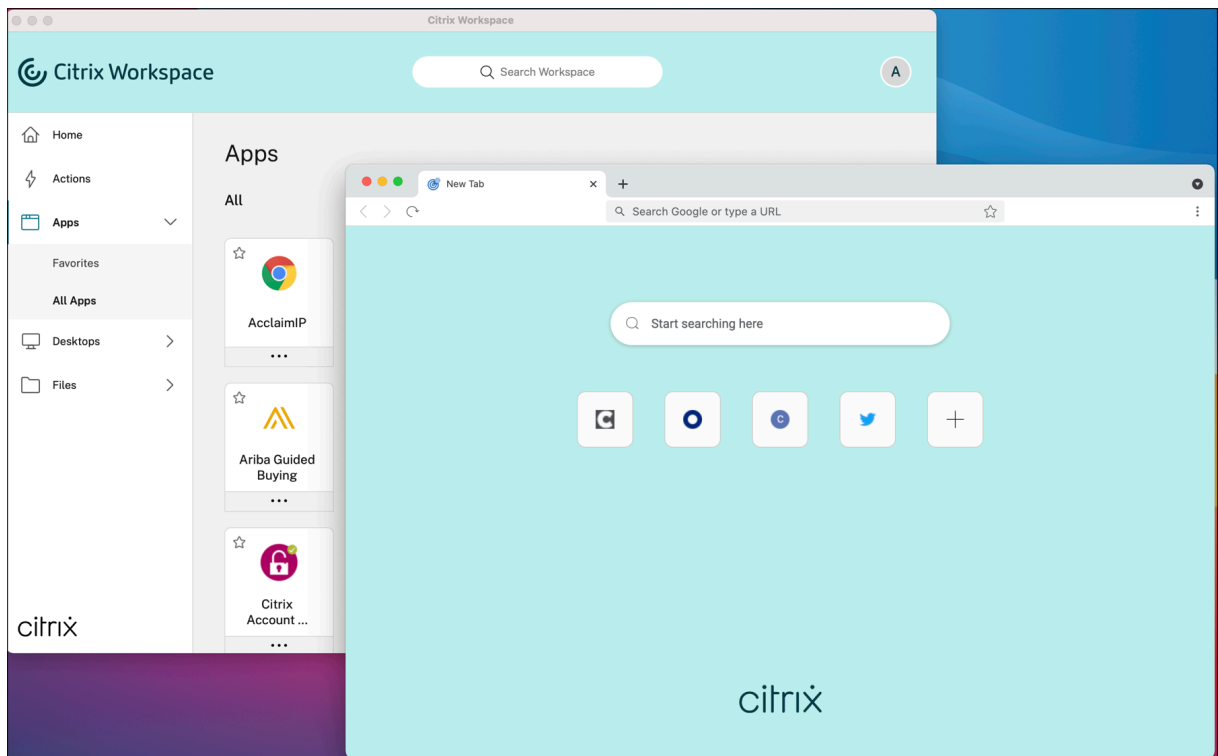 Citrix Workspace
Citrix Workspace
Search Workspace
A
Home
Actions
Apps
Favorites
All Apps
Desktops
Files
citrix
Apps
All
AcclaimIP
Ariba Guided
Buying
Citrix
Account ...
New Tab
Search Google or type a URL
Start searching here
C
C
citrix